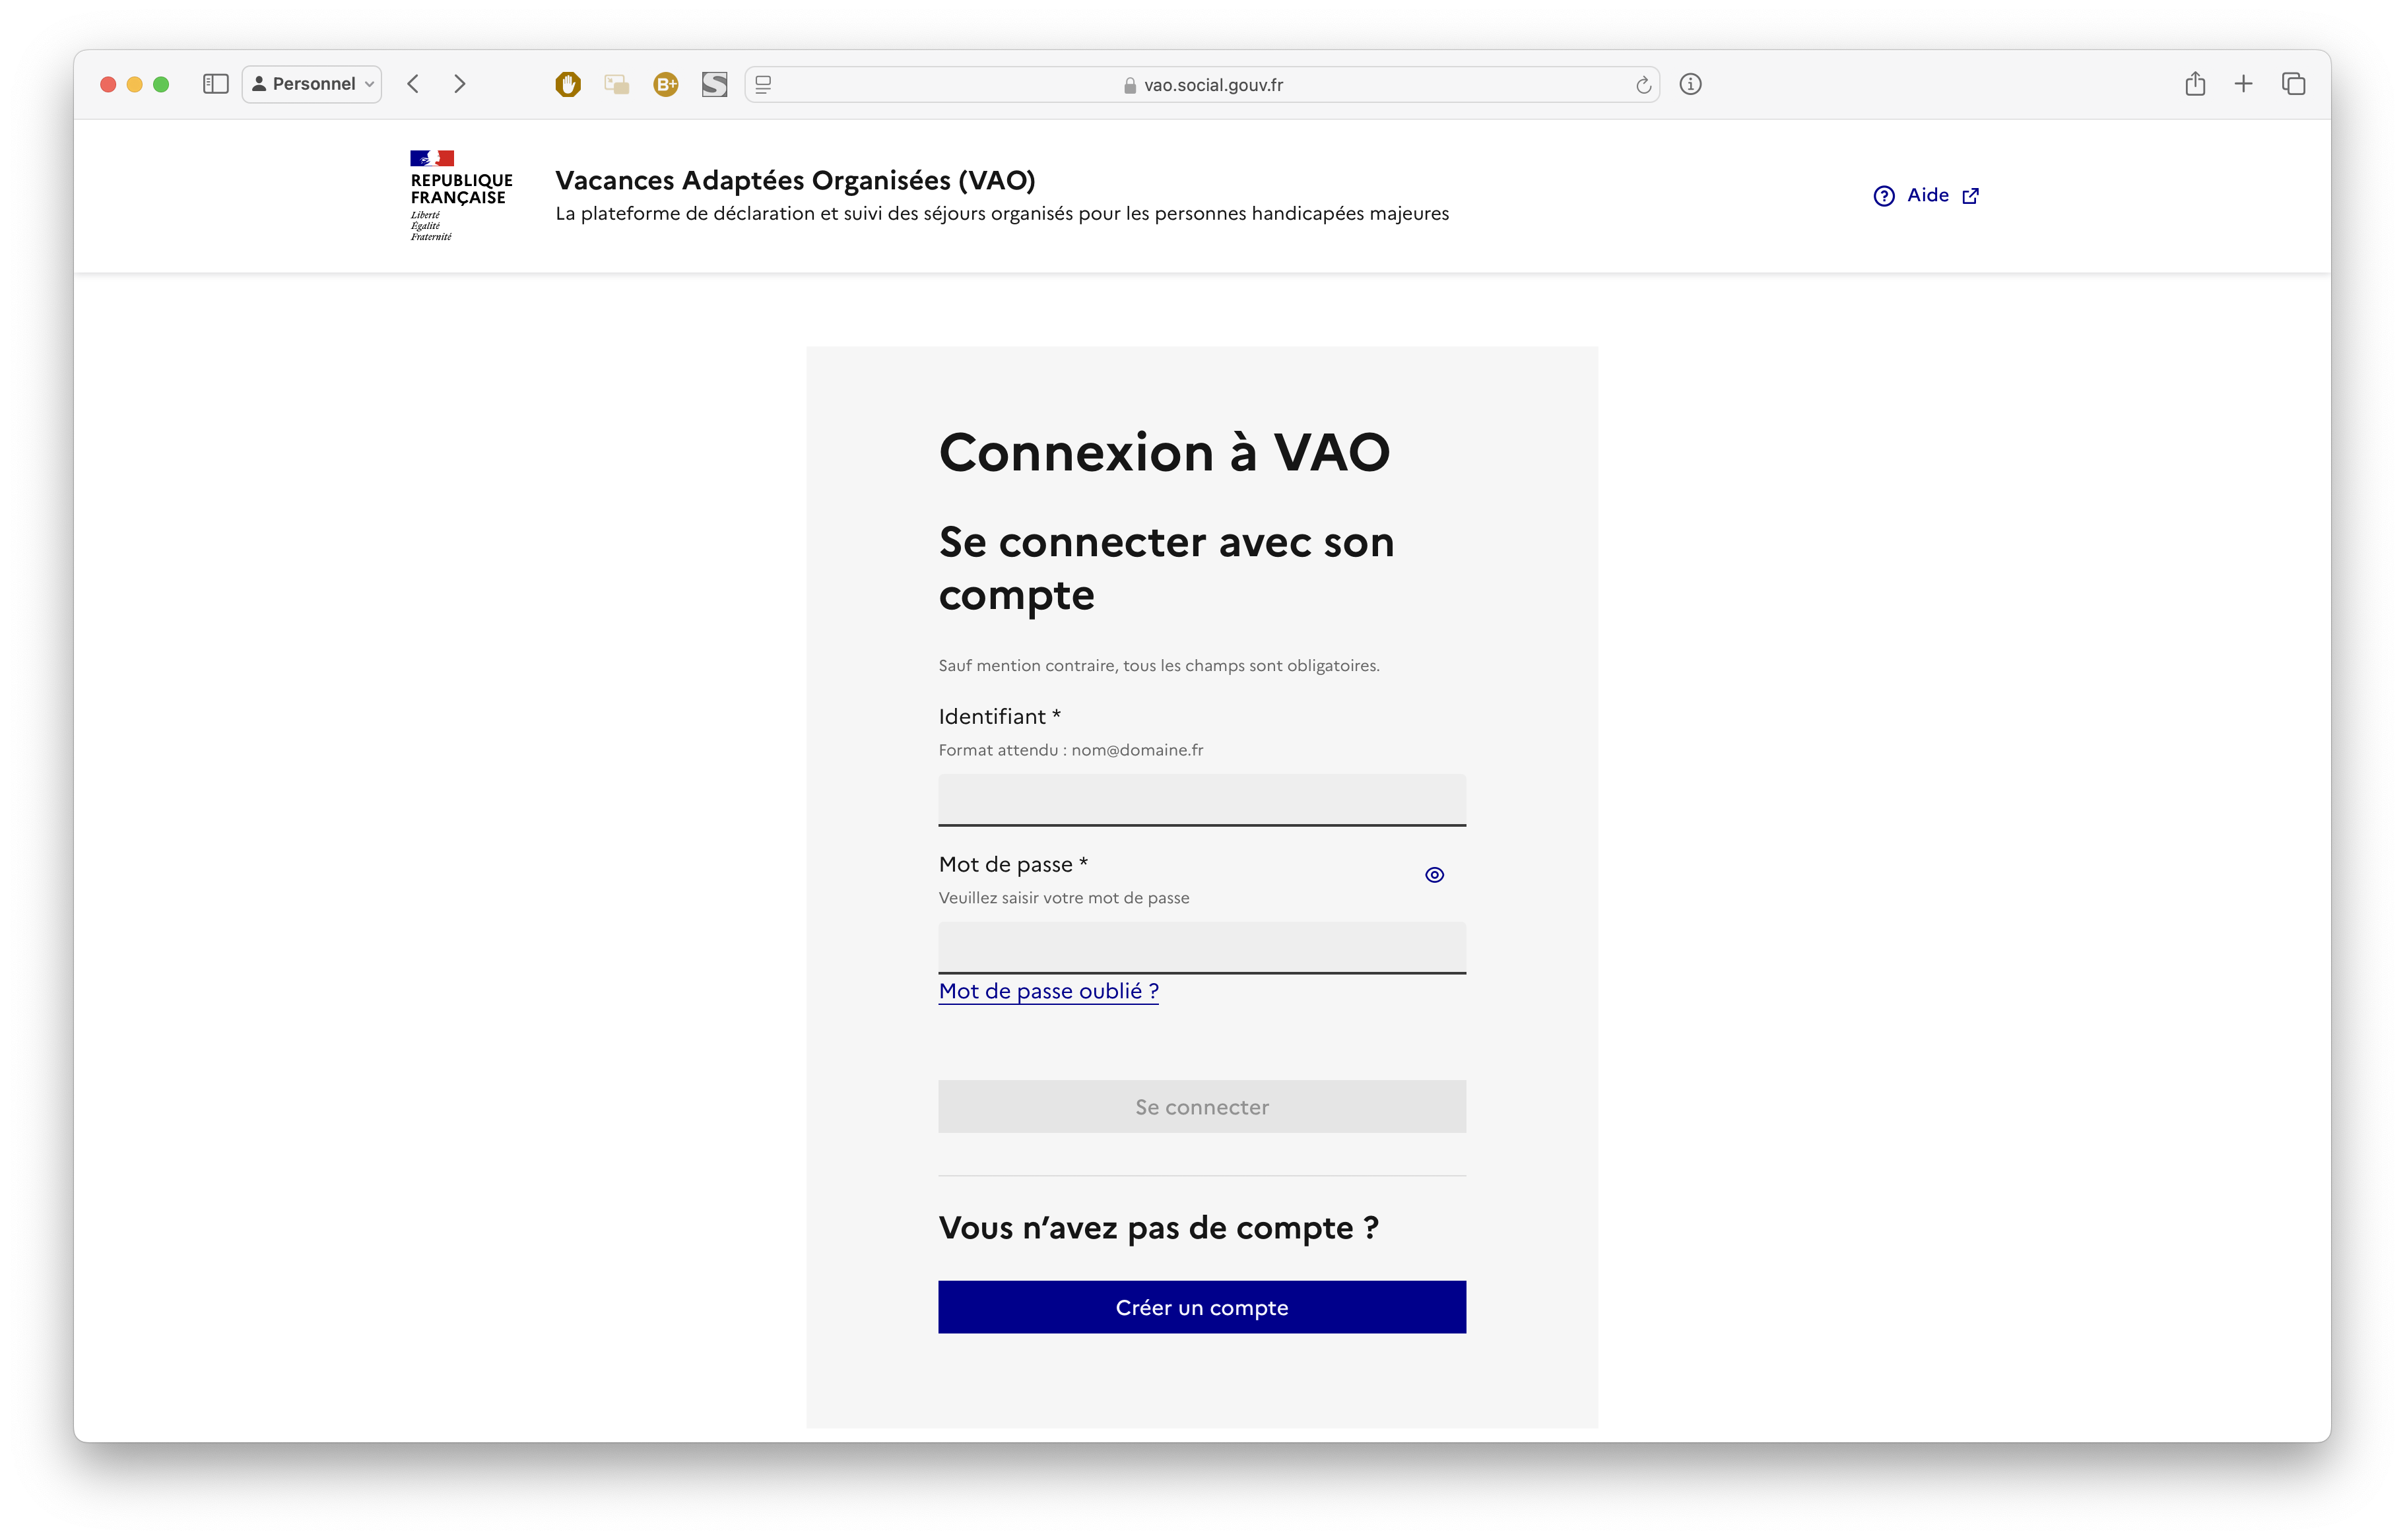 Personnel
B+
vao.social.gouv.fr
REPUBLIQUE
FRANÇAISE
Liberté
Égalité
Fraternité
Vacances Adaptées Organisées (VAO)
La plateforme de déclaration et suivi des séjours organisés pour les personnes handicapées majeures
Aide
Connexion à VAO
Se connecter avec son
compte
Sauf mention contraire, tous les champs sont obligatoires.
Identifiant *
Format attendu : nom@domaine.fr
Mot de passe *
Veuillez saisir votre mot de passe
Mot de passe oublié ?
Se connecter
Vous n’avez pas de compte ?
Créer un compte